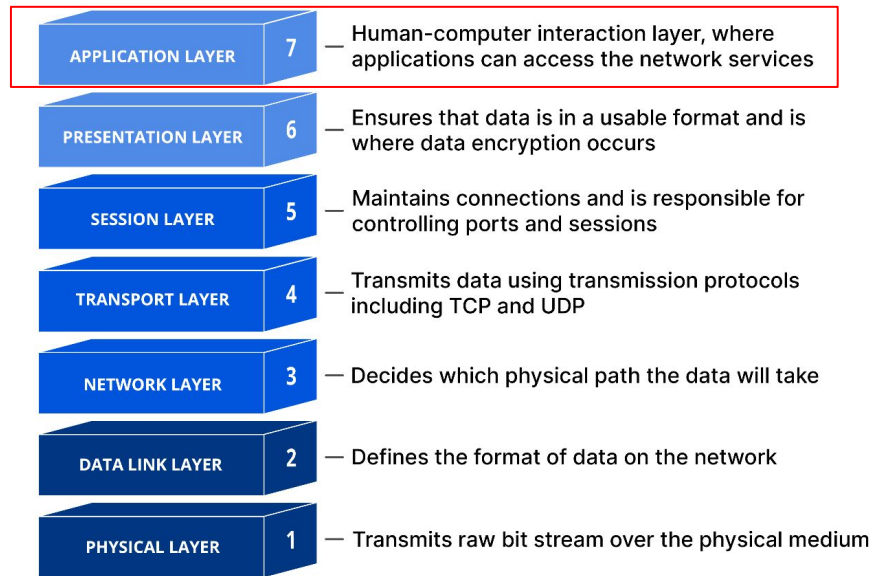 APPLICATION LAYER 7 — Human-computer interaction layer, where
applications can access the network services
PRESENTATION LAYER 6 — Ensures that data is in a usable format and is
where data encryption occurs
SESSION LAYER 5 — Maintains connections and is responsible for
controlling ports and sessions
TRANSPORT LAYER 4 — Transmits data using transmission protocols
including TCP and UDP
NETWORK LAYER 3 — Decides which physical path the data will take
DATA LINK LAYER 2 — Defines the format of data on the network
PHYSICAL LAYER 1 — Transmits raw bit stream over the physical medium